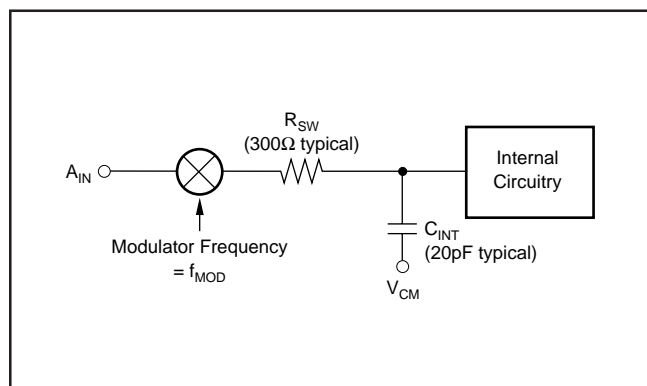 R_SW
(300Ω typical)
A_IN
Internal
Circuitry
C_INT
(20pF typical)
Modulator Frequency
= f_MOD
V_CM